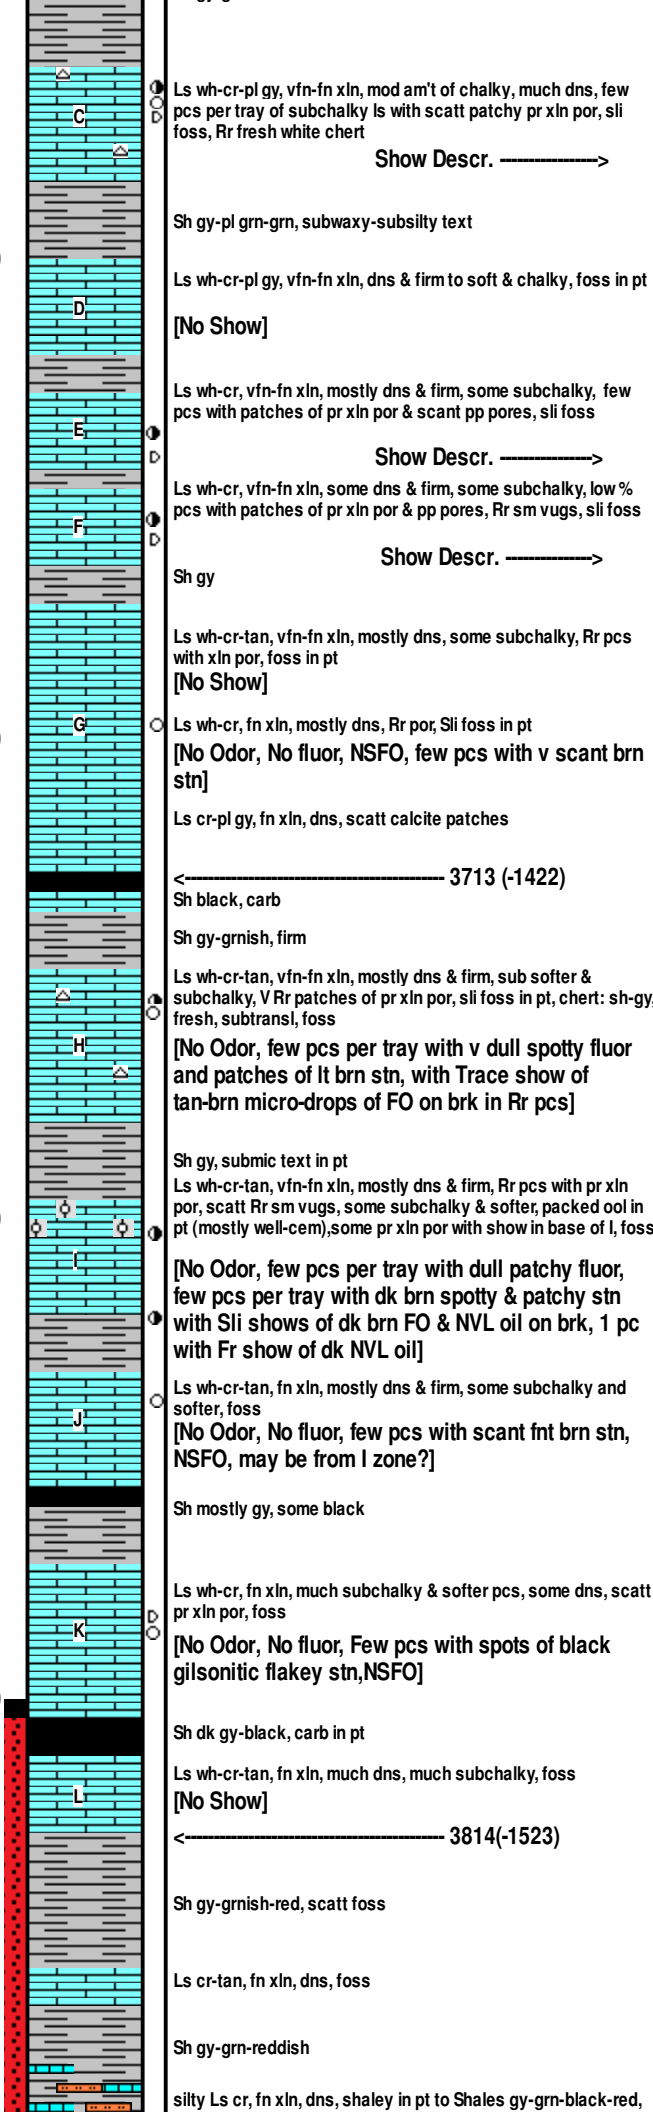 C
Ls wh-cr-pl gy, vfn-fn xln, mod am't of chalky, much dns, few
pcs per tray of subchalky ls with scatt patchy pr xln por, sli
foss, Rr fresh white chert
Show Descr. ----------------->
Sh gy-pl grn-grn, subwaxy-subsilty text
D
Ls wh-cr-pl gy, vfn-fn xln, dns & firm to soft & chalky, foss in pt
[No Show]
E
Ls wh-cr, vfn-fn xln, mostly dns & firm, some subchalky, few
pcs with patches of pr xln por & scant pp pores, sli foss
Show Descr. ---------------->
F
Ls wh-cr, vfn-fn xln, some dns & firm, some subchalky, low %
pcs with patches of pr xln por & pp pores, Rr sm vugs, sli foss
Show Descr. --------------->
Sh gy
Ls wh-cr-tan, vfn-fn xln, mostly dns, some subchalky, Rr pcs
with xln por, foss in pt
[No Show]
G
Ls wh-cr, fn xln, mostly dns, Rr por, Sli foss in pt
[No Odor, No fluor, NSFO, few pcs with v scant brn
stn]
Ls cr-pl gy, fn xln, dns, scatt calcite patches
<--------------------------------------------- 3713 (-1422)
Sh black, carb
Sh gy-grnish, firm
H
Ls wh-cr-tan, vfn-fn xln, mostly dns & firm, sub softer &
subchalky, V Rr patches of pr xln por, sli foss in pt, chert: sh-gy,
fresh, subtransl, foss
[No Odor, few pcs per tray with v dull spotty fluor
and patches of lt brn stn, with Trace show of
tan-brn micro-drops of FO on brk in Rr pcs]
Sh gy, submic text in pt
I
Ls wh-cr-tan, vfn-fn xln, mostly dns & firm, Rr pcs with pr xln
por, scatt Rr sm vugs, some subchalky & softer, packed ool in
pt (mostly well-cem),some pr xln por with show in base of I, foss
[No Odor, few pcs per tray with dull patchy fluor,
few pcs per tray with dk brn spotty & patchy stn
with Sli shows of dk brn FO & NVL oil on brk, 1 pc
with Fr show of dk NVL oil]
J
Ls wh-cr-tan, fn xln, mostly dns & firm, some subchalky and
softer, foss
[No Odor, No fluor, few pcs with scant fnt brn stn,
NSFO, may be from I zone?]
Sh mostly gy, some black
K
Ls wh-cr, fn xln, much subchalky & softer pcs, some dns, scatt
pr xln por, foss
[No Odor, No fluor, Few pcs with spots of black
gilsonitic flakey stn,NSFO]
Sh dk gy-black, carb in pt
L
Ls wh-cr-tan, fn xln, much dns, much subchalky, foss
[No Show]
<--------------------------------------------- 3814(-1523)
Sh gy-grnish-red, scatt foss
Ls cr-tan, fn xln, dns, foss
Sh gy-grn-reddish
silty Ls cr, fn xln, dns, shaley in pt to Shales gy-grn-black-red,